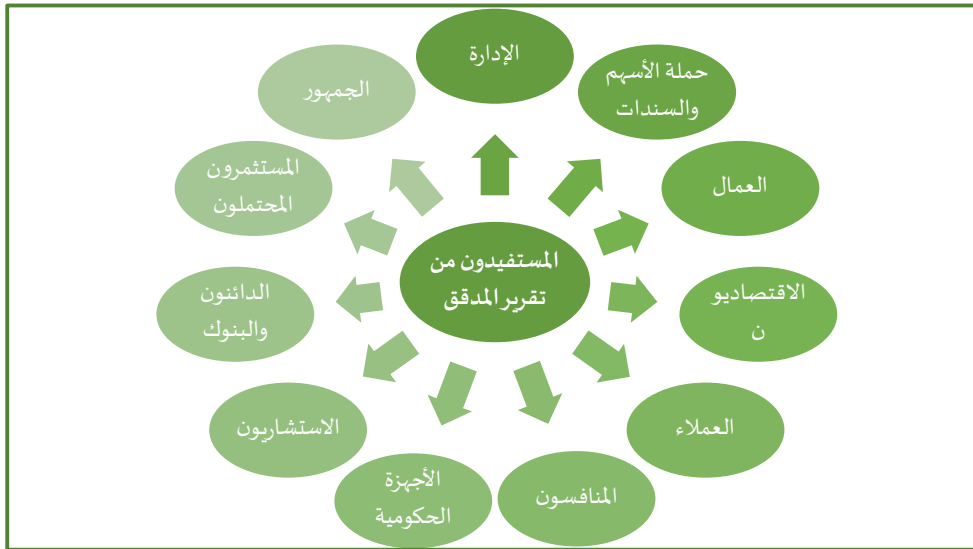 الإدارة
حملة الأسهم
والسندات
العمال
الاقتصاديو
ن
العملاء
المنافسون
الأجهزة
الحكومية
الاستشاريون
الدائنون
والبنوك
المستثمرون
المحتملون
الجمهور
المستفيدون من
تقرير المدقق